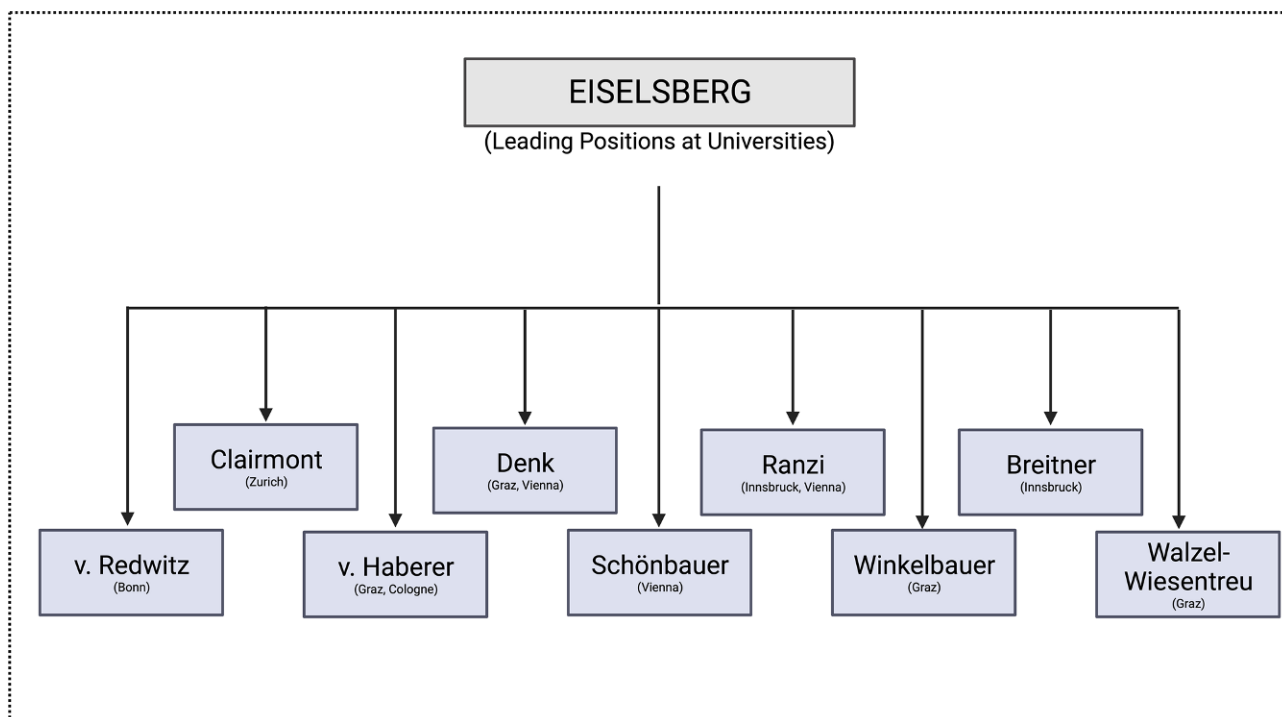 EISELSBERG
(Leading Positions at Universities)
Clairmont
(Zurich)
Denk
(Graz, Vienna)
Ranzi
(Innsbruck, Vienna)
Breitner
(Innsbruck)
v. Redwitz
(Bonn)
v. Haberer
(Graz, Cologne)
Schönbauer
(Vienna)
Winkelbauer
(Graz)
Walzel-
Wiesentreu
(Graz)